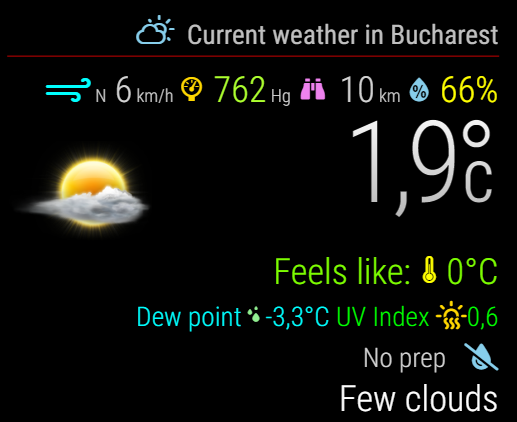 Current weather in Bucharest
N 6 km/h 762 Hg 10 km % 66%
1,9°C
Feels like: 0°C
Dew point -3,3°C UV Index 0,6
No prep
Few clouds